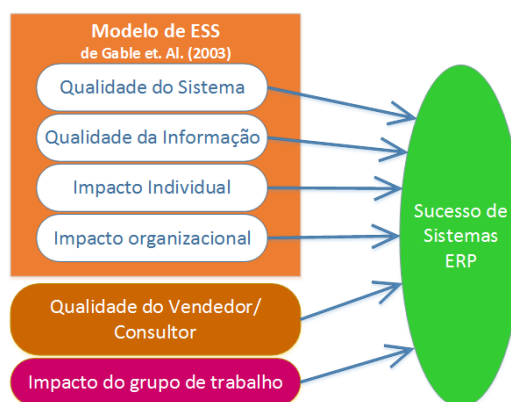 Modelo de ESS
de Gable et. Al. (2003)
Qualidade do Sistema
Qualidade da Informação
Impacto Individual
Impacto organizacional
Qualidade do Vendedor/
Consultor
Impacto do grupo de trabalho
Sucesso de
Sistemas
ERP